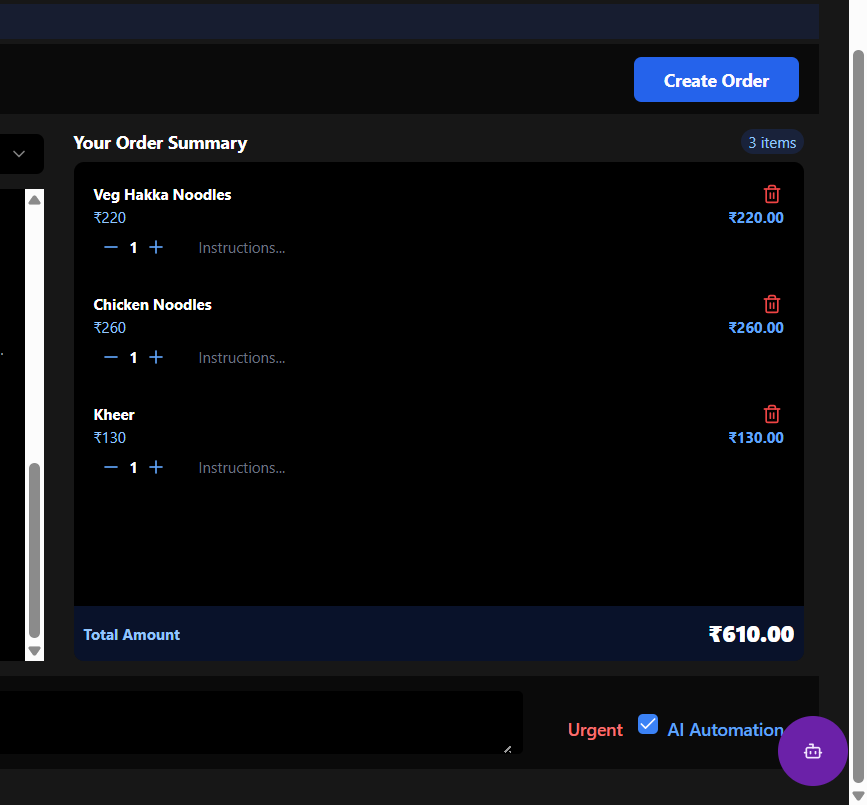 Create Order
Your Order Summary
3 items
Veg Hakka Noodles
₹220
₹220.00
1
Instructions...
Chicken Noodles
₹260
₹260.00
1
Instructions...
Kheer
₹130
₹130.00
1
Instructions...
Total Amount
₹610.00
Urgent
AI Automation